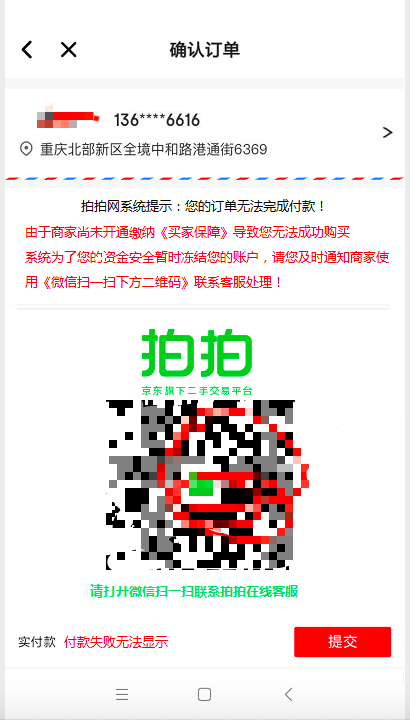 确认订单
136****6616
重庆北部新区全境中和路港通街6369
拍拍网系统提示：您的订单无法完成付款！
由于商家尚未开通缴纳《买家保障》导致您无法成功购买
系统为了您的资金安全暂时冻结您的账户，请您及时通知商家使
用《微信扫一扫下方二维码》联系客服处理！
拍拍
京东旗下二手交易平台
请打开微信扫一扫联系拍拍在线客服
实付款 付款失败无法显示
提交